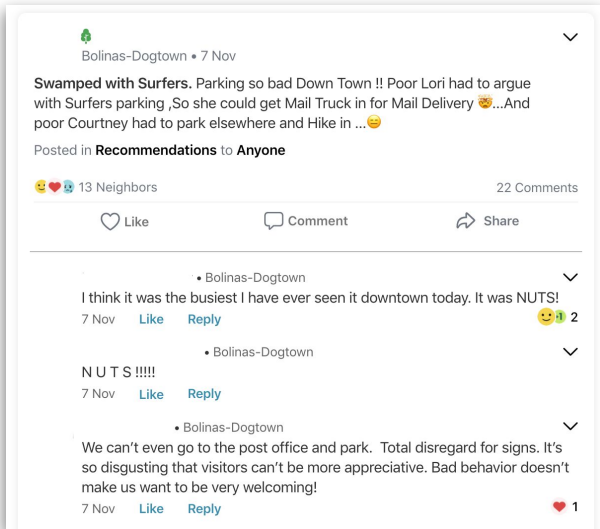 Bolinas-Dogtown • 7 Nov
Swamped with Surfers. Parking so bad Down Town !! Poor Lori had to argue
with Surfers parking ,So she could get Mail Truck in for Mail Delivery 🤯...And
poor Courtney had to park elsewhere and Hike in ...😄
Posted in Recommendations to Anyone
13 Neighbors
22 Comments
Like
Comment
Share
• Bolinas-Dogtown
I think it was the busiest I have ever seen it downtown today. It was NUTS!
7 Nov Like Reply
+1 2
• Bolinas-Dogtown
N U T S !!!!!
7 Nov Like Reply
• Bolinas-Dogtown
We can’t even go to the post office and park. Total disregard for signs. It’s
so disgusting that visitors can’t be more appreciative. Bad behavior doesn’t
make us want to be very welcoming!
7 Nov Like Reply
1